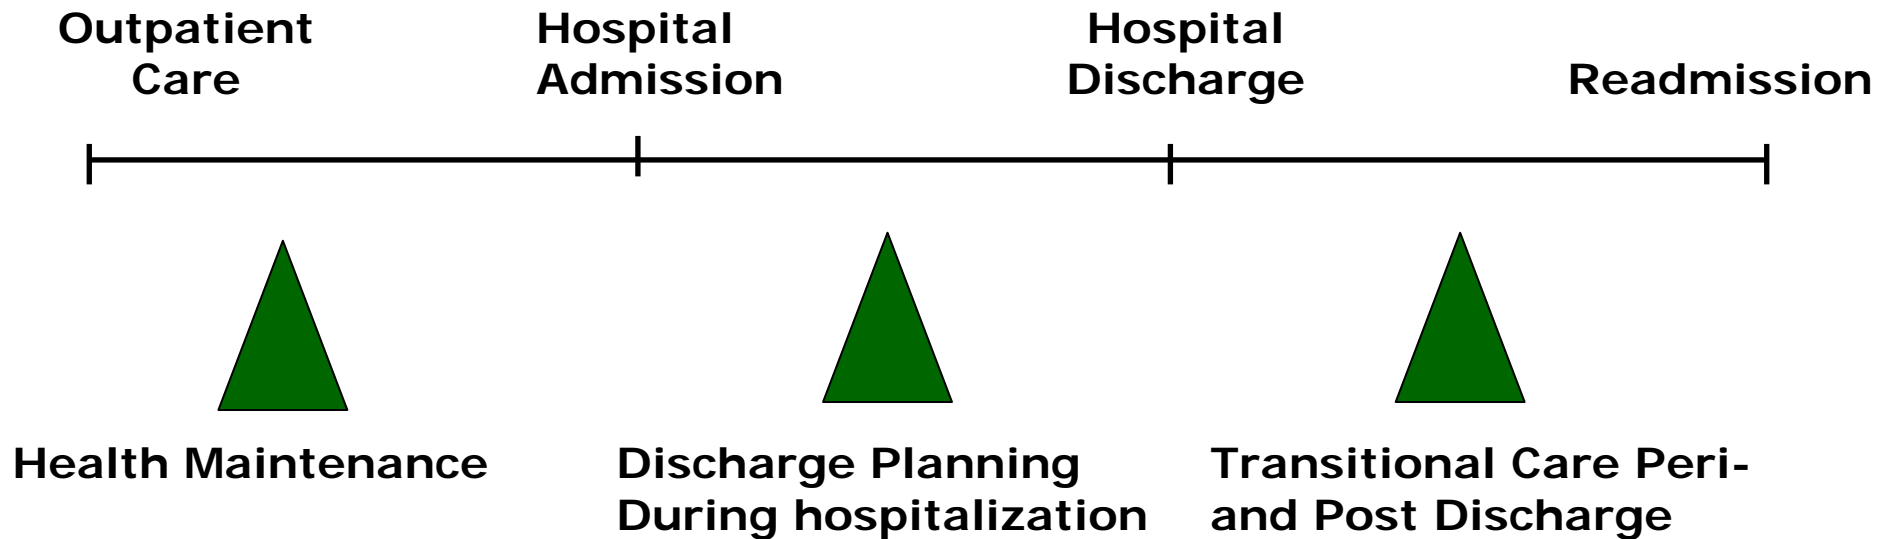 Outpatient
Care
Hospital
Admission
Hospital
Discharge
Readmission
Health Maintenance
Discharge Planning
During hospitalization
Transitional Care Peri-
and Post Discharge